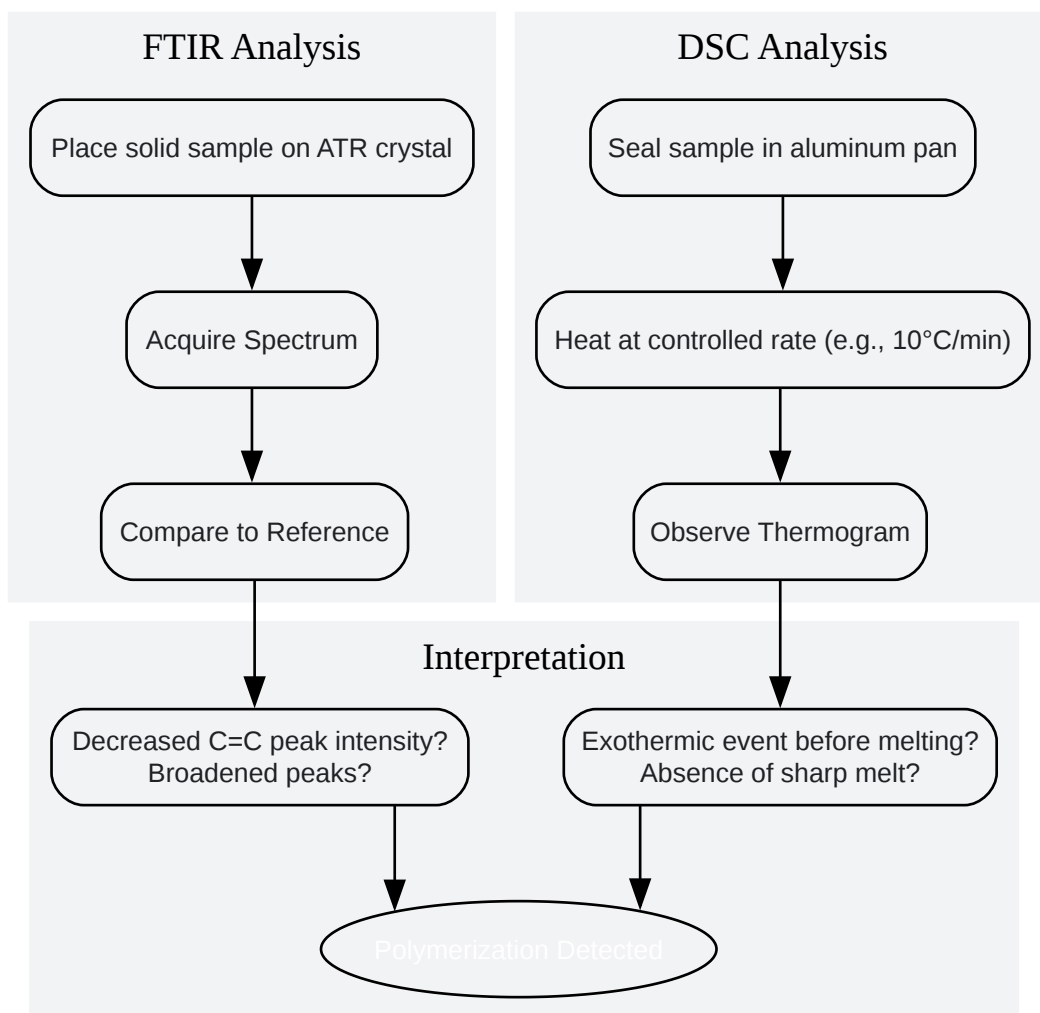 FTIR Analysis
Place solid sample on ATR crystal
Acquire Spectrum
Compare to Reference
DSC Analysis
Seal sample in aluminum pan
Heat at controlled rate (e.g., 10°C/min)
Observe Thermogram
Interpretation
Decreased C=C peak intensity?
Broadened peaks?
Exothermic event before melting?
Absence of sharp melt?
Polymerization Detected